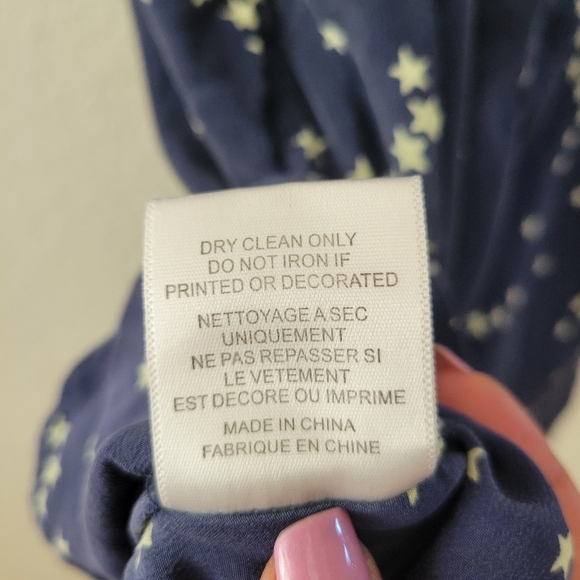 DRY CLEAN ONLY
DO NOT IRON IF
PRINTED OR DECORATED
NETTOYAGE A SEC
UNIQUEMENT
NE PAS REPASSER SI
LE VETEMENT
EST DECORE OU IMPRIME
MADE IN CHINA
FABRIQUE EN CHINE